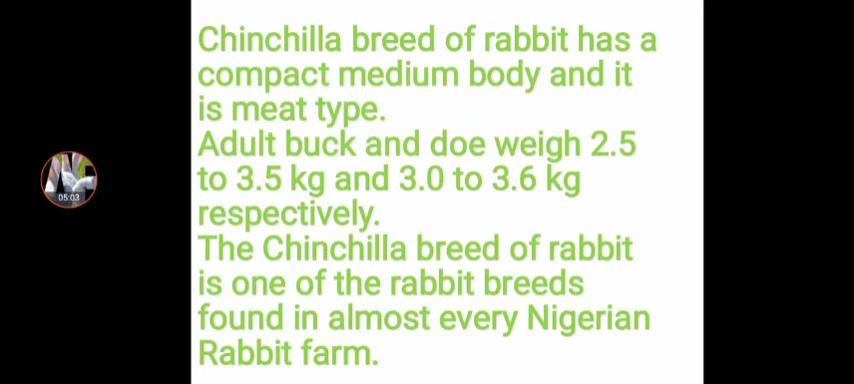 Chinchilla breed of rabbit has a
compact medium body and it
is meat type.
Adult buck and doe weigh 2.5
to 3.5 kg and 3.0 to 3.6 kg
respectively.
The Chinchilla breed of rabbit
is one of the rabbit breeds
found in almost every Nigerian
Rabbit farm.
05:03